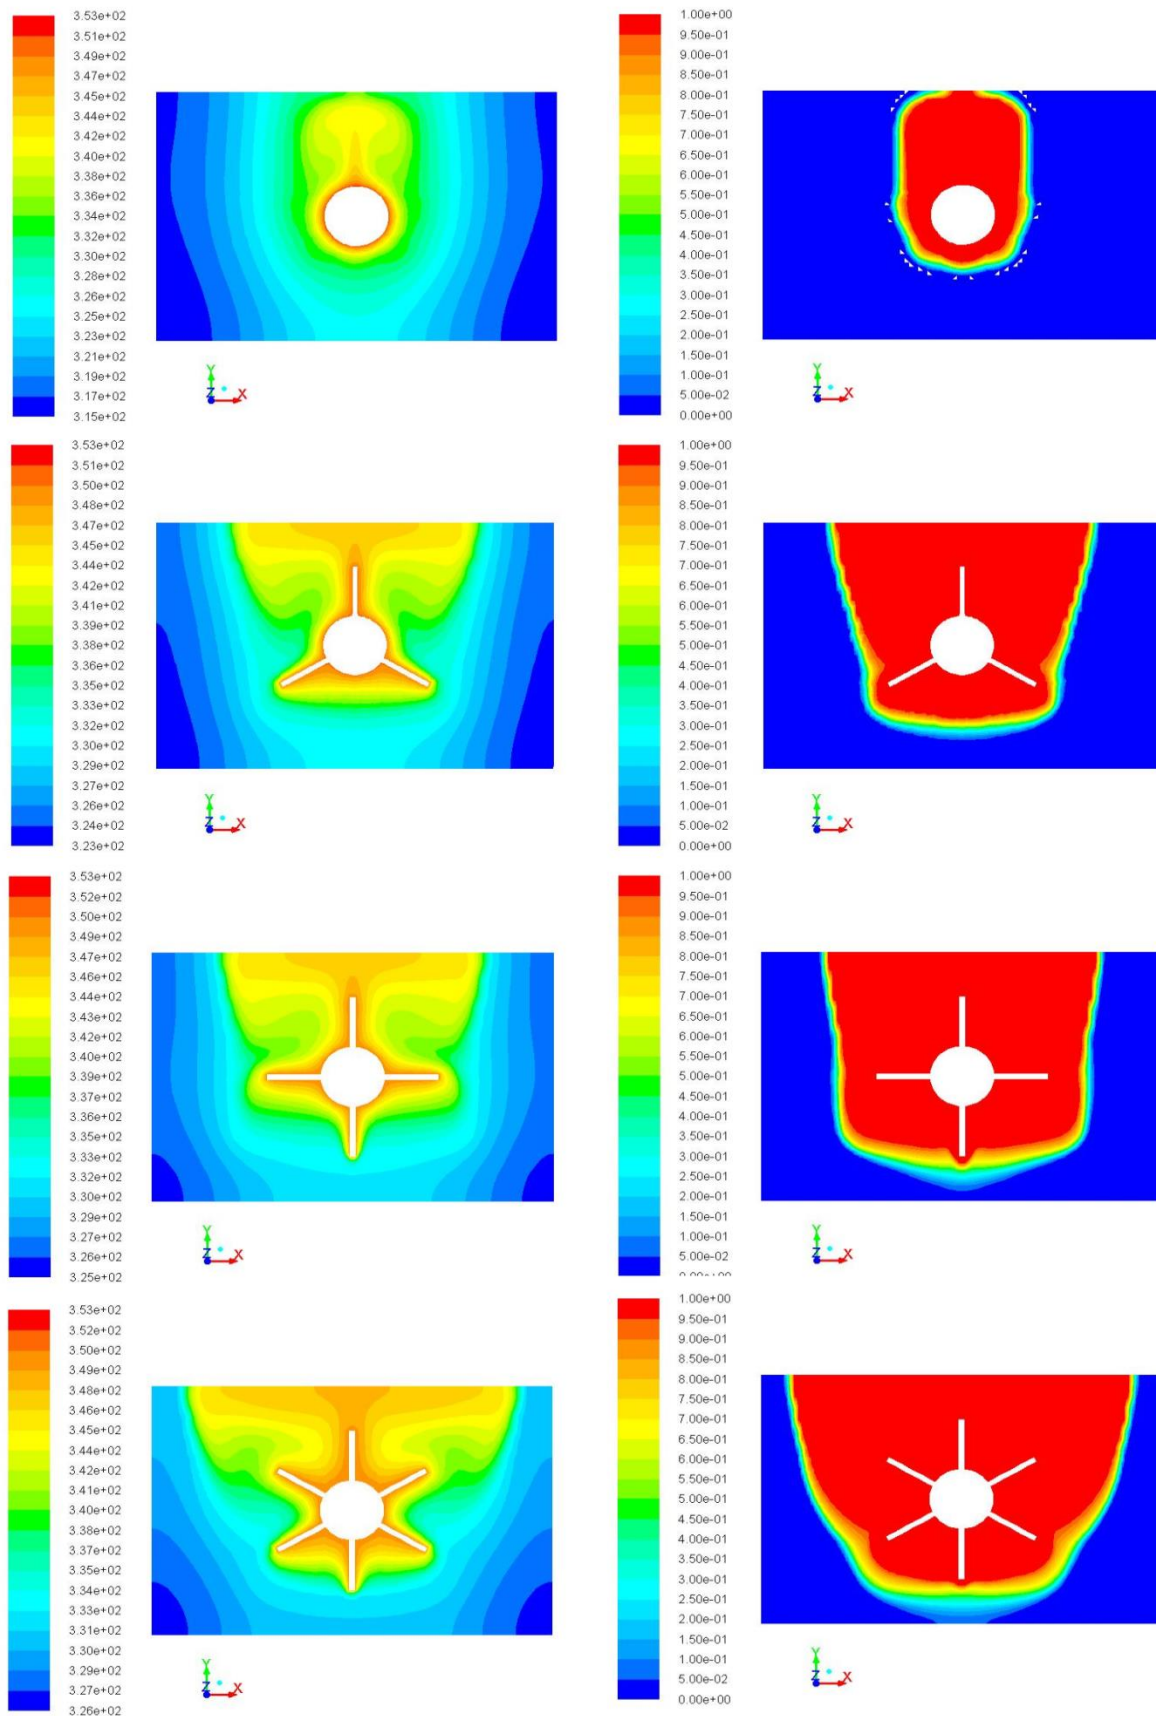 3.53e+02
3.51e+02
3.49e+02
3.47e+02
3.45e+02
3.44e+02
3.42e+02
3.40e+02
3.38e+02
3.36e+02
3.34e+02
3.32e+02
3.30e+02
3.28e+02
3.26e+02
3.25e+02
3.23e+02
3.21e+02
3.19e+02
3.17e+02
3.15e+02
Y
Z X
1.00e+00
9.50e-01
9.00e-01
8.50e-01
8.00e-01
7.50e-01
7.00e-01
6.50e-01
6.00e-01
5.50e-01
5.00e-01
4.50e-01
4.00e-01
3.50e-01
3.00e-01
2.50e-01
2.00e-01
1.50e-01
1.00e-01
5.00e-02
0.00e+00
Y
Z X
3.53e+02
3.51e+02
3.50e+02
3.48e+02
3.47e+02
3.45e+02
3.44e+02
3.42e+02
3.41e+02
3.39e+02
3.38e+02
3.36e+02
3.35e+02
3.33e+02
3.32e+02
3.30e+02
3.29e+02
3.27e+02
3.26e+02
3.24e+02
3.23e+02
Y
Z X
1.00e+00
9.50e-01
9.00e-01
8.50e-01
8.00e-01
7.50e-01
7.00e-01
6.50e-01
6.00e-01
5.50e-01
5.00e-01
4.50e-01
4.00e-01
3.50e-01
3.00e-01
2.50e-01
2.00e-01
1.50e-01
1.00e-01
5.00e-02
0.00e+00
Y
Z X
3.53e+02
3.52e+02
3.50e+02
3.49e+02
3.47e+02
3.46e+02
3.44e+02
3.43e+02
3.42e+02
3.40e+02
3.39e+02
3.37e+02
3.36e+02
3.35e+02
3.33e+02
3.32e+02
3.30e+02
3.29e+02
3.27e+02
3.26e+02
3.25e+02
Y
Z X
1.00e+00
9.50e-01
9.00e-01
8.50e-01
8.00e-01
7.50e-01
7.00e-01
6.50e-01
6.00e-01
5.50e-01
5.00e-01
4.50e-01
4.00e-01
3.50e-01
3.00e-01
2.50e-01
2.00e-01
1.50e-01
1.00e-01
5.00e-02
Y
Z X
3.53e+02
3.52e+02
3.50e+02
3.49e+02
3.48e+02
3.46e+02
3.45e+02
3.44e+02
3.42e+02
3.41e+02
3.40e+02
3.38e+02
3.37e+02
3.35e+02
3.34e+02
3.33e+02
3.31e+02
3.30e+02
3.29e+02
3.27e+02
3.26e+02
Y
Z X
1.00e+00
9.50e-01
9.00e-01
8.50e-01
8.00e-01
7.50e-01
7.00e-01
6.50e-01
6.00e-01
5.50e-01
5.00e-01
4.50e-01
4.00e-01
3.50e-01
3.00e-01
2.50e-01
2.00e-01
1.50e-01
1.00e-01
5.00e-02
0.00e+00
Y
Z X